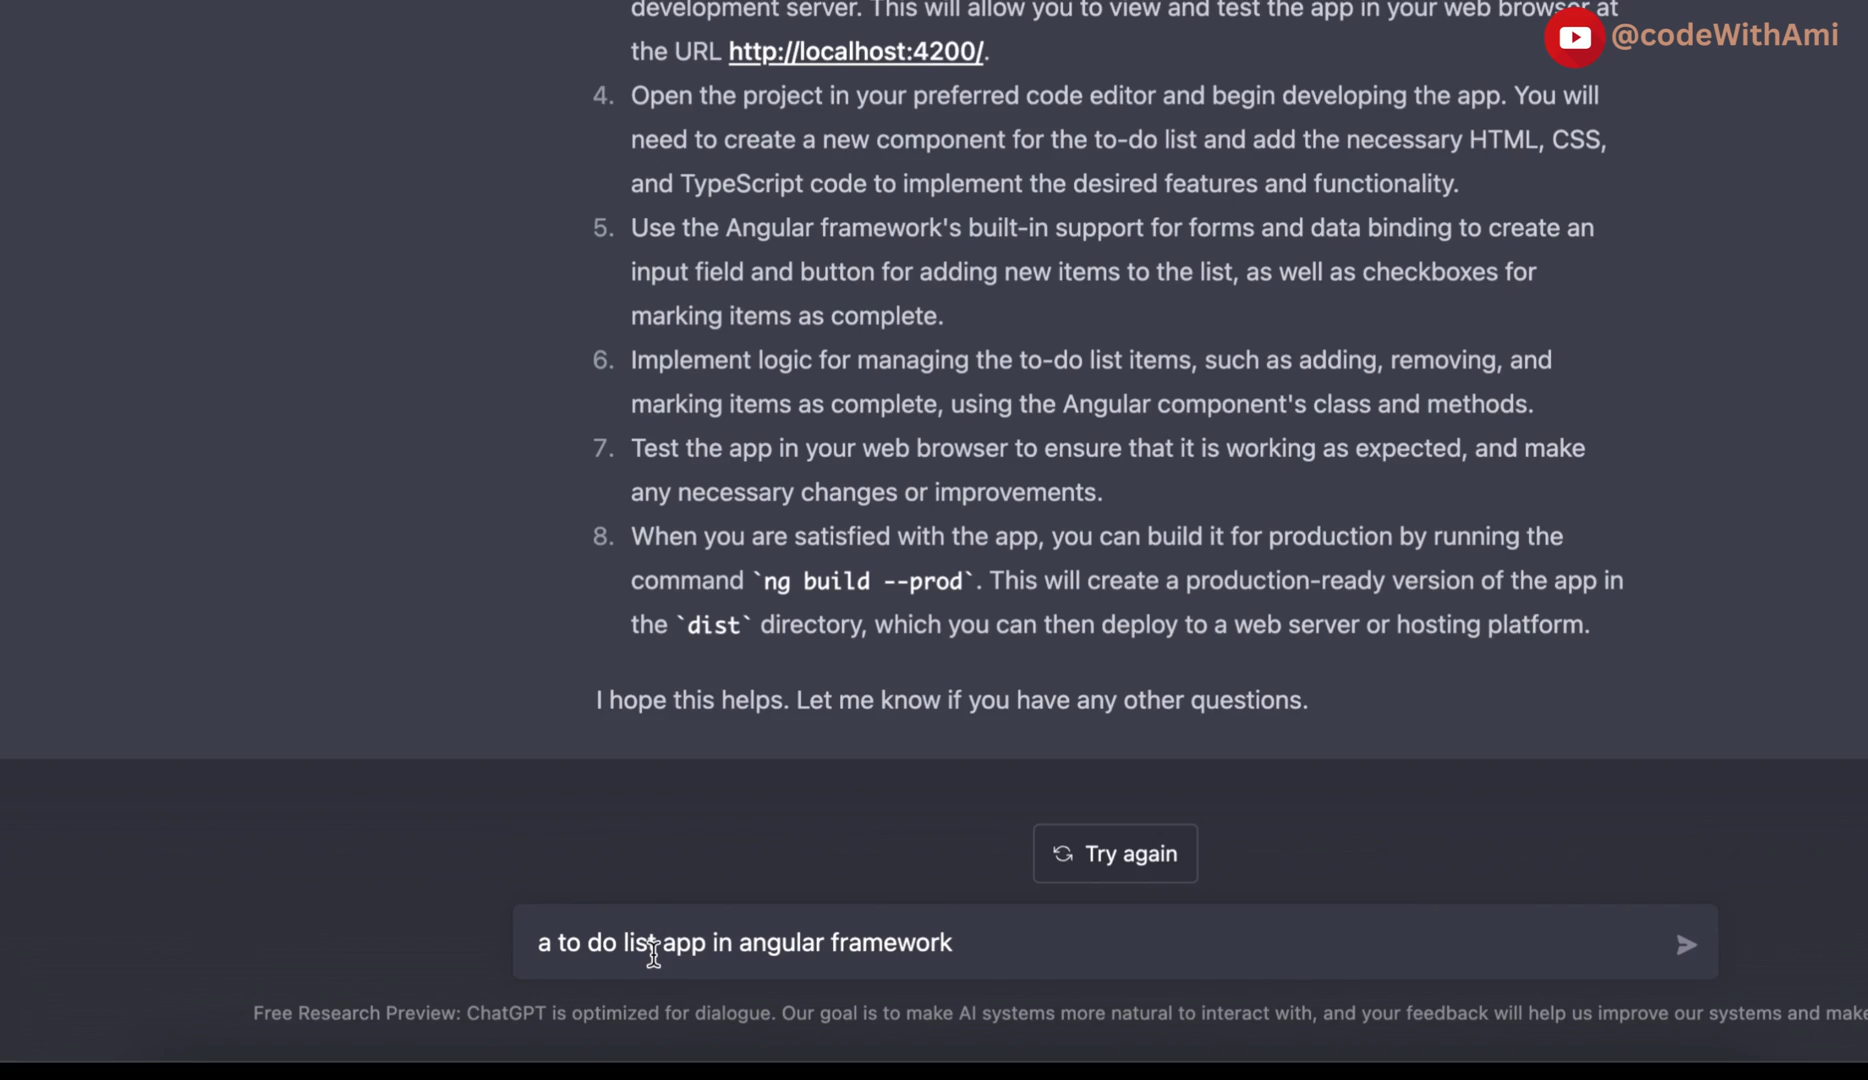 development server. This will allow you to view and test the app in your web browser at
@codeWithAmi
the URL http://localhost:4200/.
4. Open the project in your preferred code editor and begin developing the app. You will
need to create a new component for the to-do list and add the necessary HTML, CSS,
and TypeScript code to implement the desired features and functionality.
5. Use the Angular framework's built-in support for forms and data binding to create an
input field and button for adding new items to the list, as well as checkboxes for
marking items as complete.
6. Implement logic for managing the to-do list items, such as adding, removing, and
marking items as complete, using the Angular component's class and methods.
7. Test the app in your web browser to ensure that it is working as expected, and make
any necessary changes or improvements.
8. When you are satisfied with the app, you can build it for production by running the
command `ng build --prod`. This will create a production-ready version of the app in
the `dist` directory, which you can then deploy to a web server or hosting platform.
I hope this helps. Let me know if you have any other questions.
Try again
a to do list app in angular framework
Free Research Preview: ChatGPT is optimized for dialogue. Our goal is to make AI systems more natural to interact with, and your feedback will help us improve our systems and make